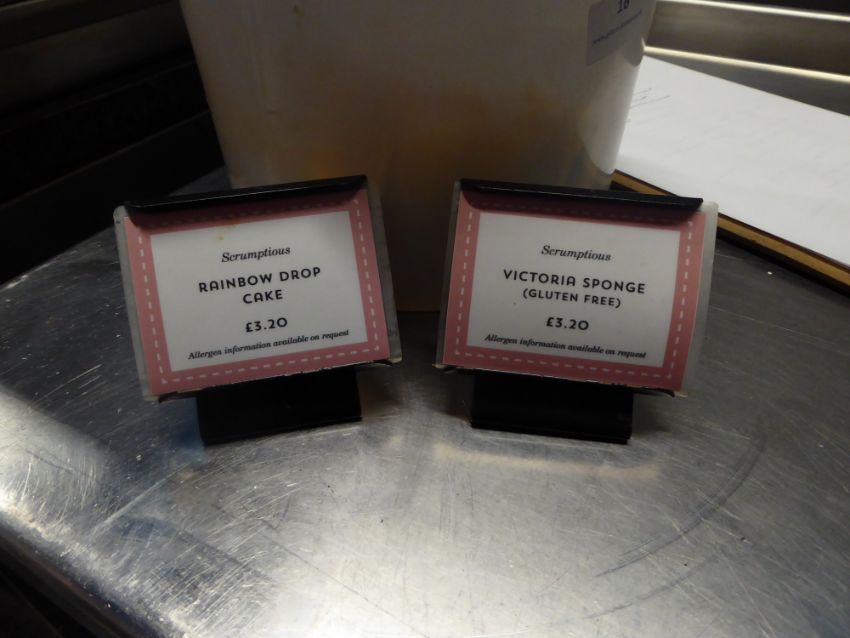 18
Scrumptious
RAINBOW DROP
CAKE
£3.20
Allergen information available on request
Scrumptious
VICTORIA SPONGE
(GLUTEN FREE)
£3.20
Allergen information available on request